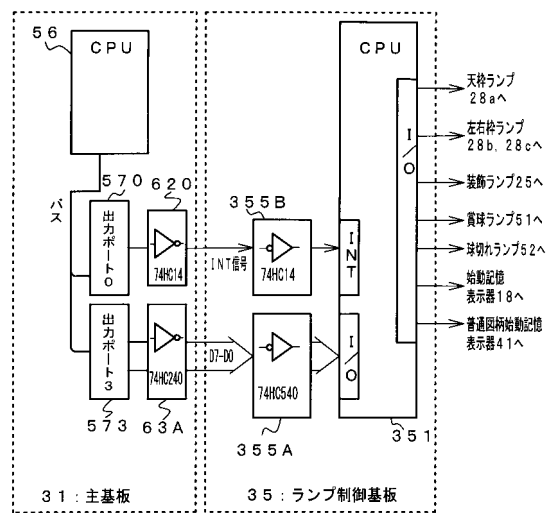 ５６
ＣＰＵ
バス
５７０
出力ポート０
６２０
74HC14
ＩＮＴ信号
５７３
出力ポート３
74HC240
６３Ａ
D7-D0
３１：主基板
３５５Ｂ
74HC14
74HC540
３５５Ａ
ＣＰＵ
ＩＮＴ
Ｉ／Ｏ
Ｉ／Ｏ
３５１
３５：ランプ制御基板
天枠ランプ
28aへ
左右枠ランプ
28b, 28cへ
装飾ランプ25へ
賞球ランプ51へ
球切れランプ52へ
始動記憶
表示器18へ
普通図柄始動記憶
表示器41へ